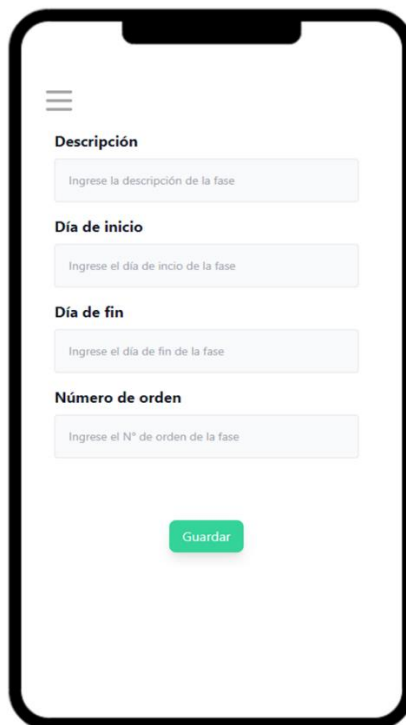 Descripción
Ingrese la descripción de la fase
Día de inicio
Ingrese el día de incio de la fase
Día de fin
Ingrese el día de fin de la fase
Número de orden
Ingrese el N° de orden de la fase
Guardar